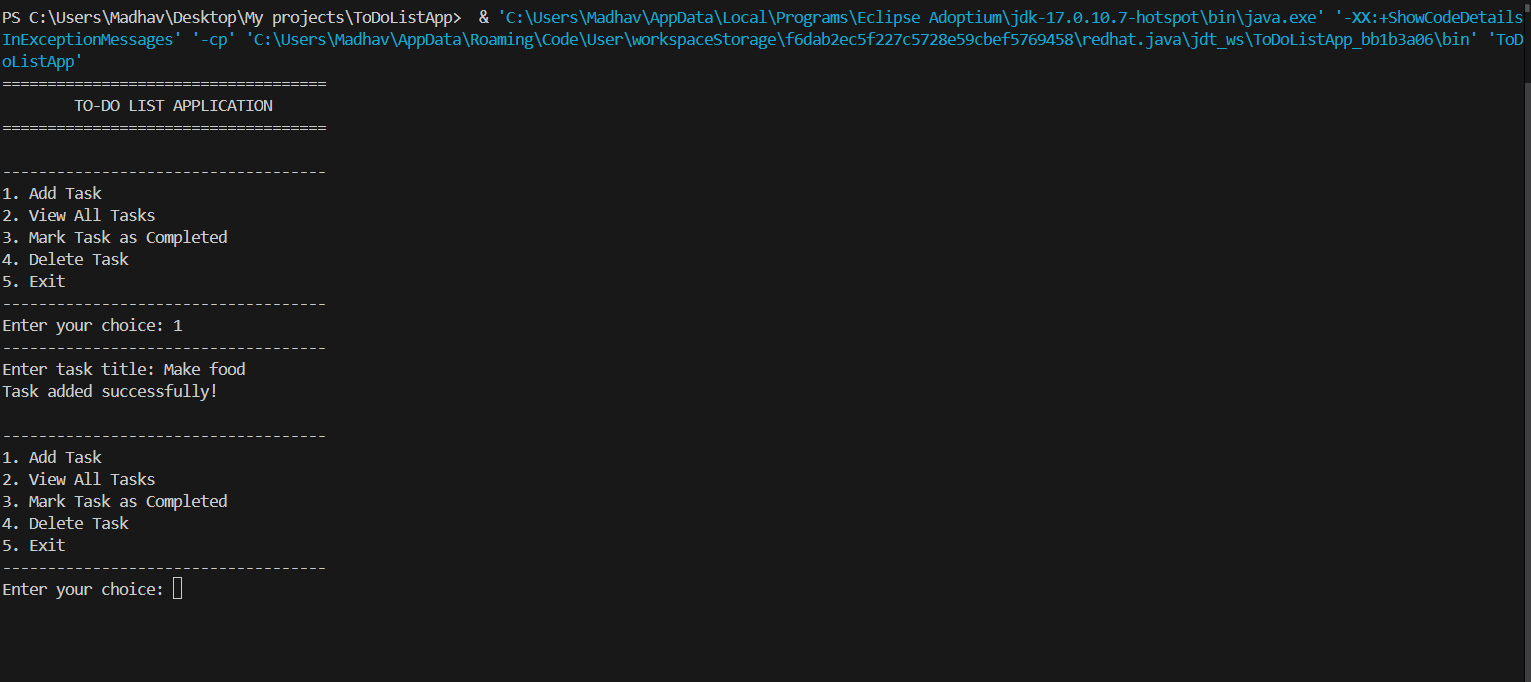 PS C:\Users\Madhav\Desktop\My projects\ToDoListApp>  & 'C:\Users\Madhav\AppData\Local\Programs\Eclipse Adoptium\jdk-17.0.10.7-hotspot\bin\java.exe' '-XX:+ShowCodeDetails
InExceptionMessages' '-cp' 'C:\Users\Madhav\AppData\Roaming\Code\User\workspaceStorage\f6dab2ec5f227c5728e59cbef5769458\redhat.java\jdt_ws\ToDoListApp_bb1b3a06\bin' 'ToD
oListApp'
====================================
        TO-DO LIST APPLICATION
====================================

------------------------------------
1. Add Task
2. View All Tasks
3. Mark Task as Completed
4. Delete Task
5. Exit
------------------------------------
Enter your choice: 1
------------------------------------
Enter task title: Make food
Task added successfully!

------------------------------------
1. Add Task
2. View All Tasks
3. Mark Task as Completed
4. Delete Task
5. Exit
------------------------------------
Enter your choice: